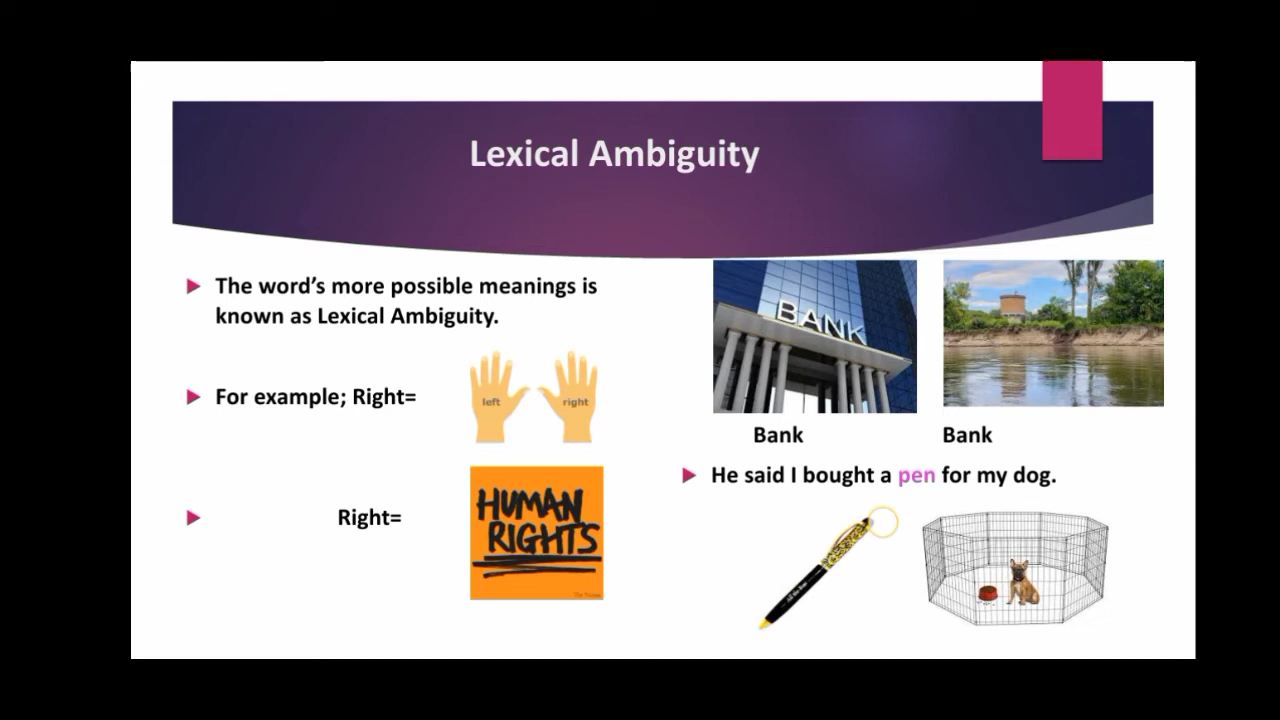 Lexical Ambiguity
The word’s more possible meanings is
known as Lexical Ambiguity.
For example; Right=
left right
Right=
HUMAN
RIGHTS
BANK
Bank Bank
He said I bought a pen for my dog.